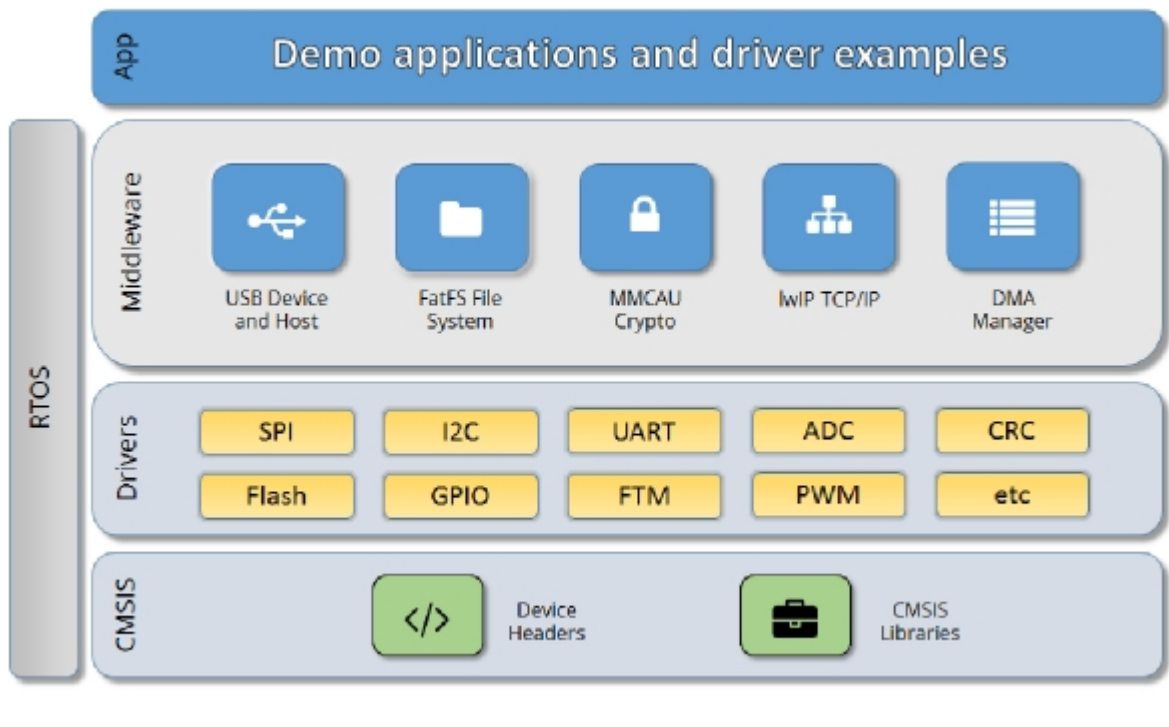 App
Demo applications and driver examples
RTOS
Middleware
USB Device
and Host
FatFS File
System
MMCAU
Crypto
lwIP TCP/IP
DMA
Manager
Drivers
SPI
I2C
UART
ADC
CRC
Flash
GPIO
FTM
PWM
etc
CMSIS
</>
Device
Headers
CMSIS
Libraries